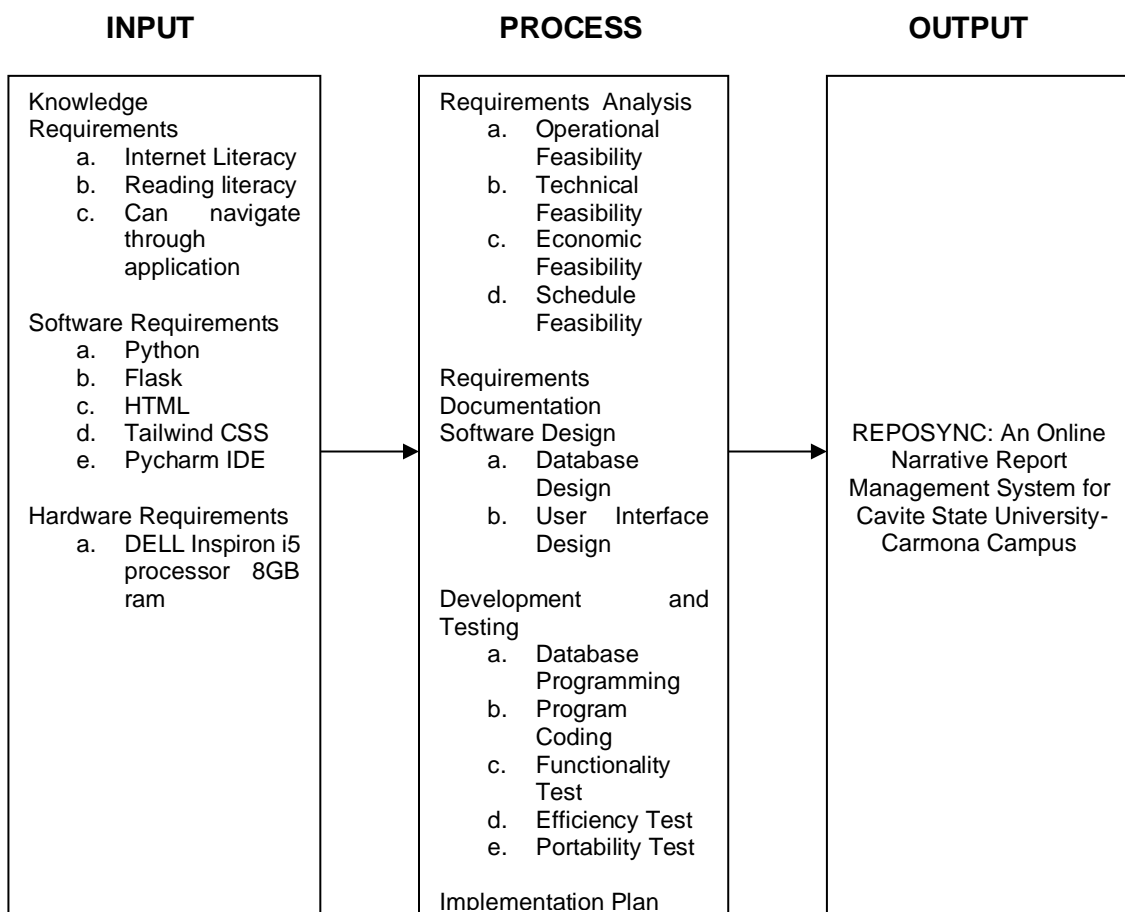 INPUT
PROCESS
OUTPUT
Knowledge
Requirements
a. Internet Literacy
b. Reading literacy
c. Can navigate
through
application
Software Requirements
a. Python
b. Flask
c. HTML
d. Tailwind CSS
e. Pycharm IDE
Hardware Requirements
a. DELL Inspiron i5
processor 8GB
ram
Requirements Analysis
a. Operational
Feasibility
b. Technical
Feasibility
c. Economic
Feasibility
d. Schedule
Feasibility
Requirements
Documentation
Software Design
a. Database
Design
b. User Interface
Design
Development and
Testing
a. Database
Programming
b. Program
Coding
c. Functionality
Test
d. Efficiency Test
e. Portability Test
Implementation Plan
REPOSYNC: An Online
Narrative Report
Management System for
Cavite State University-
Carmona Campus